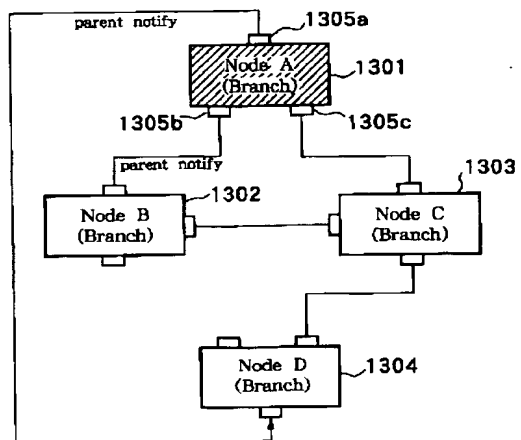 parent notify
1305a
Node A
(Branch)
1301
1305b
1305c
parent notify
1302
1303
Node B
(Branch)
Node C
(Branch)
Node D
(Branch)
1304